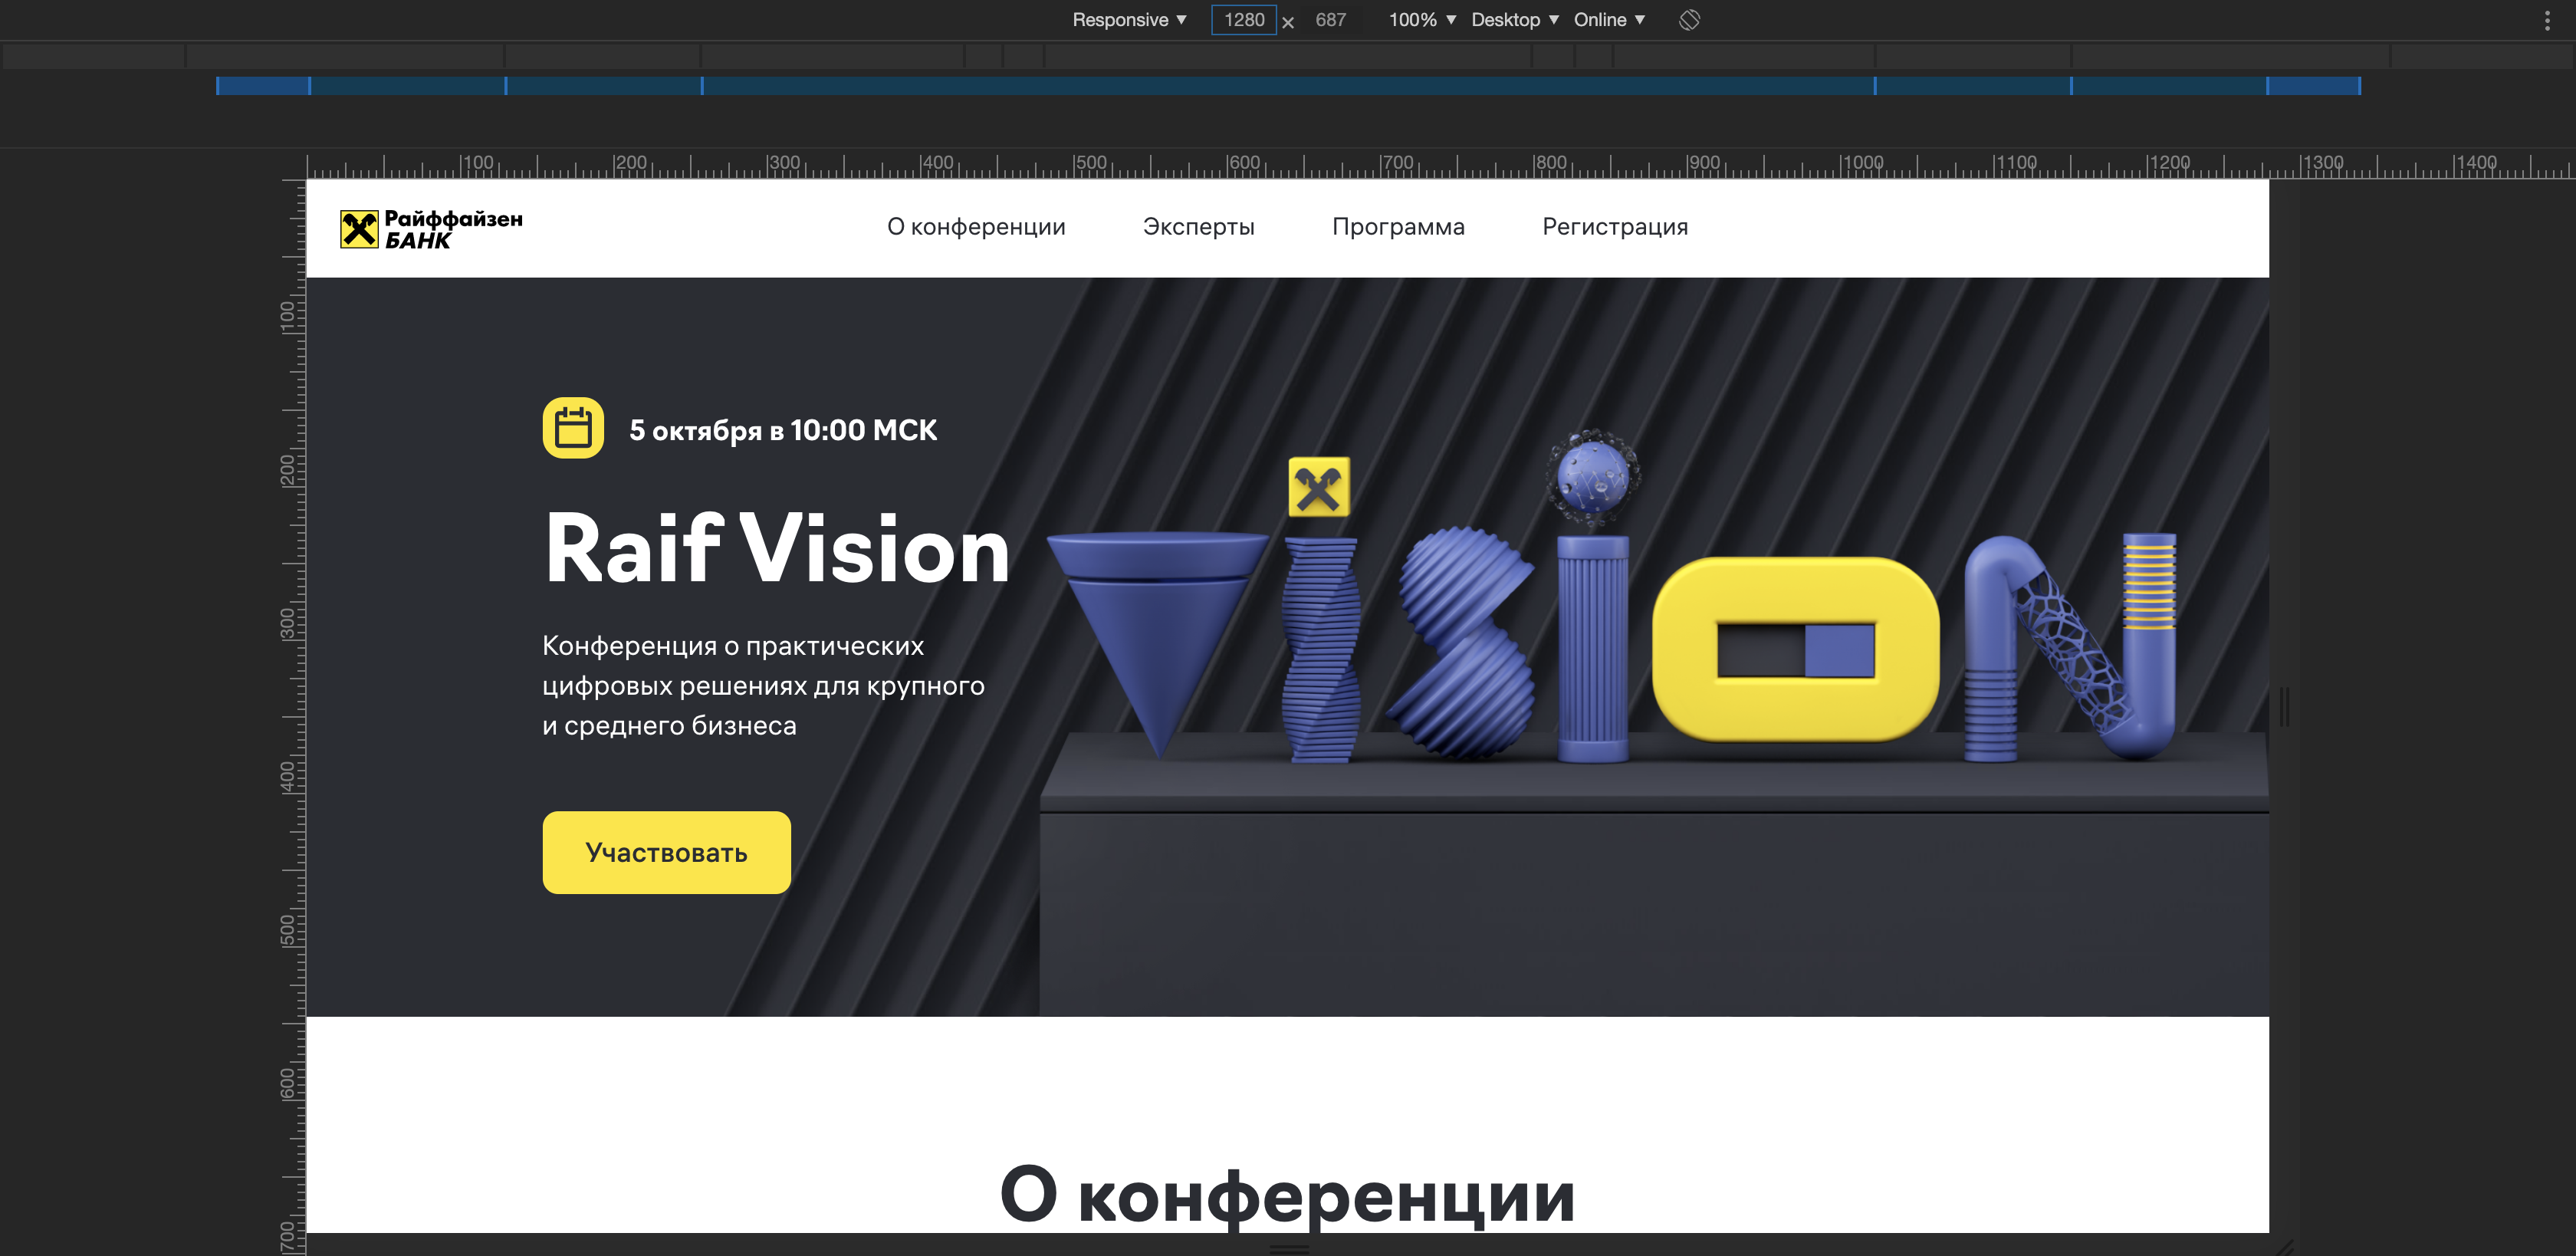 Responsive ▼ 1280 × 687 100% ▼ Desktop ▼ Online ▼
100 200 300 400 500 600 700 800 900 1000 1100 1200 1300 1400
Райффайзен
БАНК
О конференции Эксперты Программа Регистрация
100
200
300
400
500
600
700
5 октября в 10:00 МСК
Raif Vision
Конференция о практических
цифровых решениях для крупного
и среднего бизнеса
Участвовать
ViSiON
О конференции